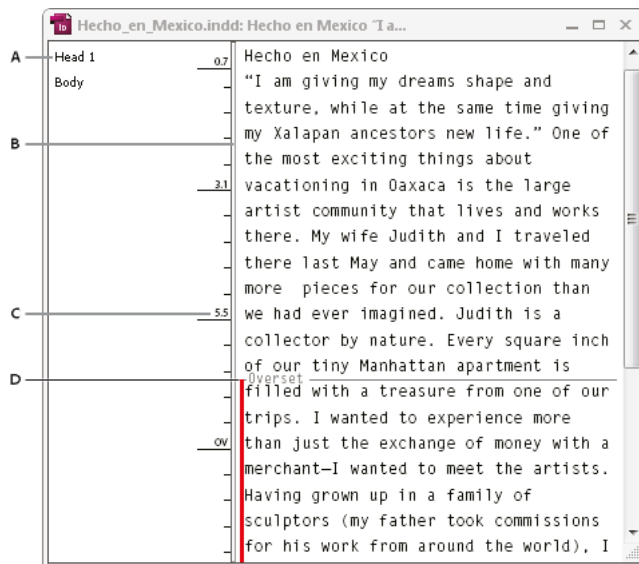 Hecho_en_Mexico.indd: Hecho en Mexico “I a...
A
Head 1
0.7
Hecho en Mexico
Body
“I am giving my dreams shape and
texture, while at the same time giving
B
my Xalapan ancestors new life.” One of
the most exciting things about
3.1
vacationing in Oaxaca is the large
artist community that lives and works
there. My wife Judith and I traveled
there last May and came home with many
more  pieces for our collection than
C
5.5
we had ever imagined. Judith is a
collector by nature. Every square inch
of our tiny Manhattan apartment is
D
Overset
filled with a treasure from one of our
trips. I wanted to experience more
OV
than just the exchange of money with a
merchant—I wanted to meet the artists.
Having grown up in a family of
sculptors (my father took commissions
for his work from around the world), I